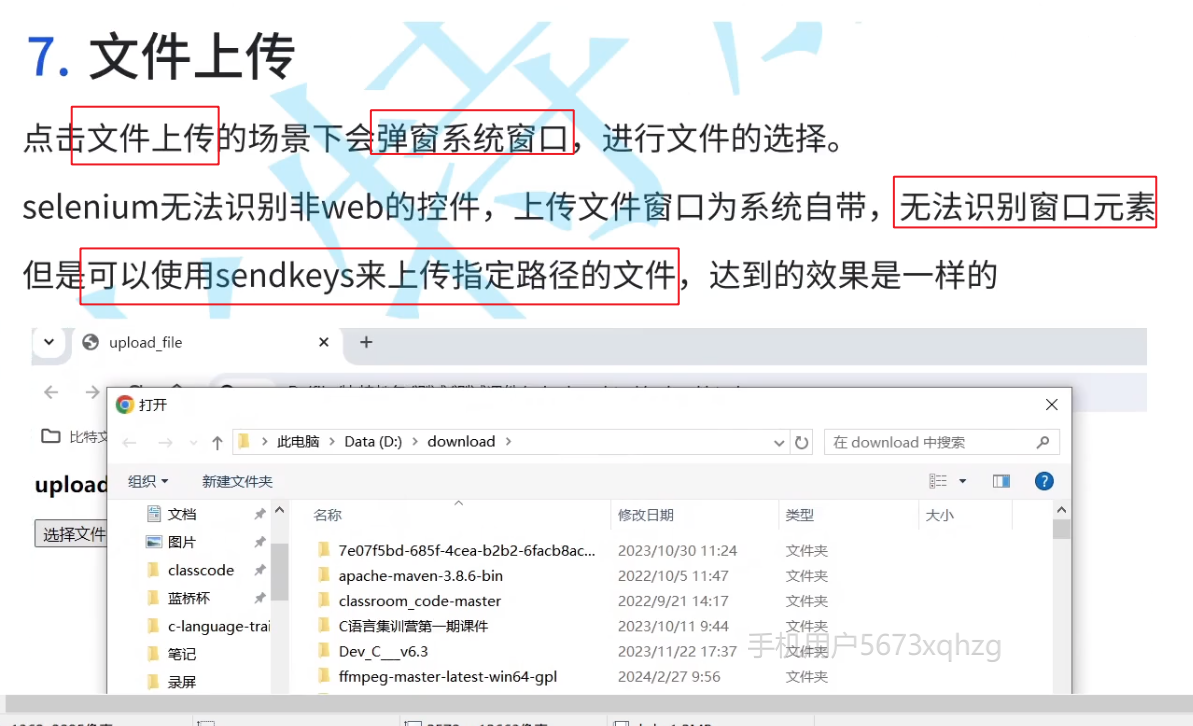 7. 文件上传
点击文件上传的场景下会弹窗系统窗口，进行文件的选择。
selenium无法识别非web的控件，上传文件窗口为系统自带，无法识别窗口元素
但是可以使用sendkeys来上传指定路径的文件，达到的效果是一样的
upload_file
打开
比特
此电脑 Data (D:) download
在 download 中搜索
upload
组织 新建文件夹
选择文件
文档
图片
classcode
蓝桥杯
c-language-trai
笔记
录屏
名称 修改日期 类型 大小
7e07f5bd-685f-4cea-b2b2-6facb8ac... 2023/10/30 11:24 文件夹
apache-maven-3.8.6-bin 2022/10/5 11:47 文件夹
classroom_code-master 2022/9/21 14:17 文件夹
C语言集训营第一期课件 2023/10/11 9:44 文件夹
Dev_C___v6.3 2023/11/22 17:37 文件夹
ffmpeg-master-latest-win64-gpl 2024/2/27 9:56 文件夹
手机用户5673xqhzg